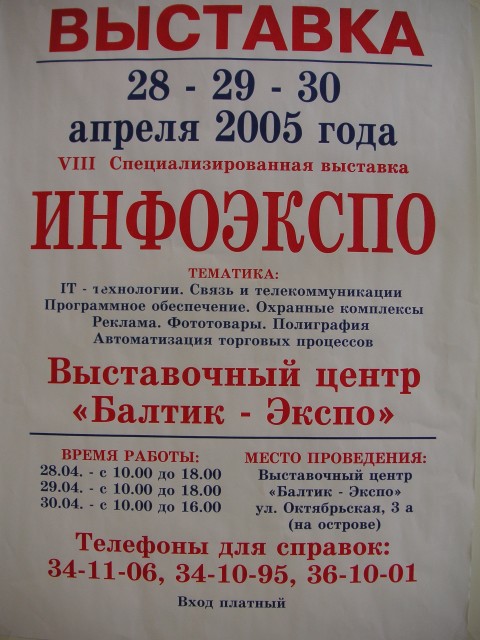 ВЫСТАВКА
28 - 29 - 30
апреля 2005 года
VIII Специализированная выставка
ИНФОЭКСПО
ТЕМАТИКА:
IT - технологии. Связь и телекоммуникации
Программное обеспечение. Охранные комплексы
Реклама. Фототовары. Полиграфия
Автоматизация торговых процессов
Выставочный центр
«Балтик - Экспо»
ВРЕМЯ РАБОТЫ:
28.04. - с 10.00 до 18.00
29.04. - с 10.00 до 18.00
30.04. - с 10.00 до 16.00
МЕСТО ПРОВЕДЕНИЯ:
Выставочный центр
«Балтик - Экспо»
ул. Октябрьская, 3 а
(на острове)
Телефоны для справок:
34-11-06, 34-10-95, 36-10-01
Вход платный